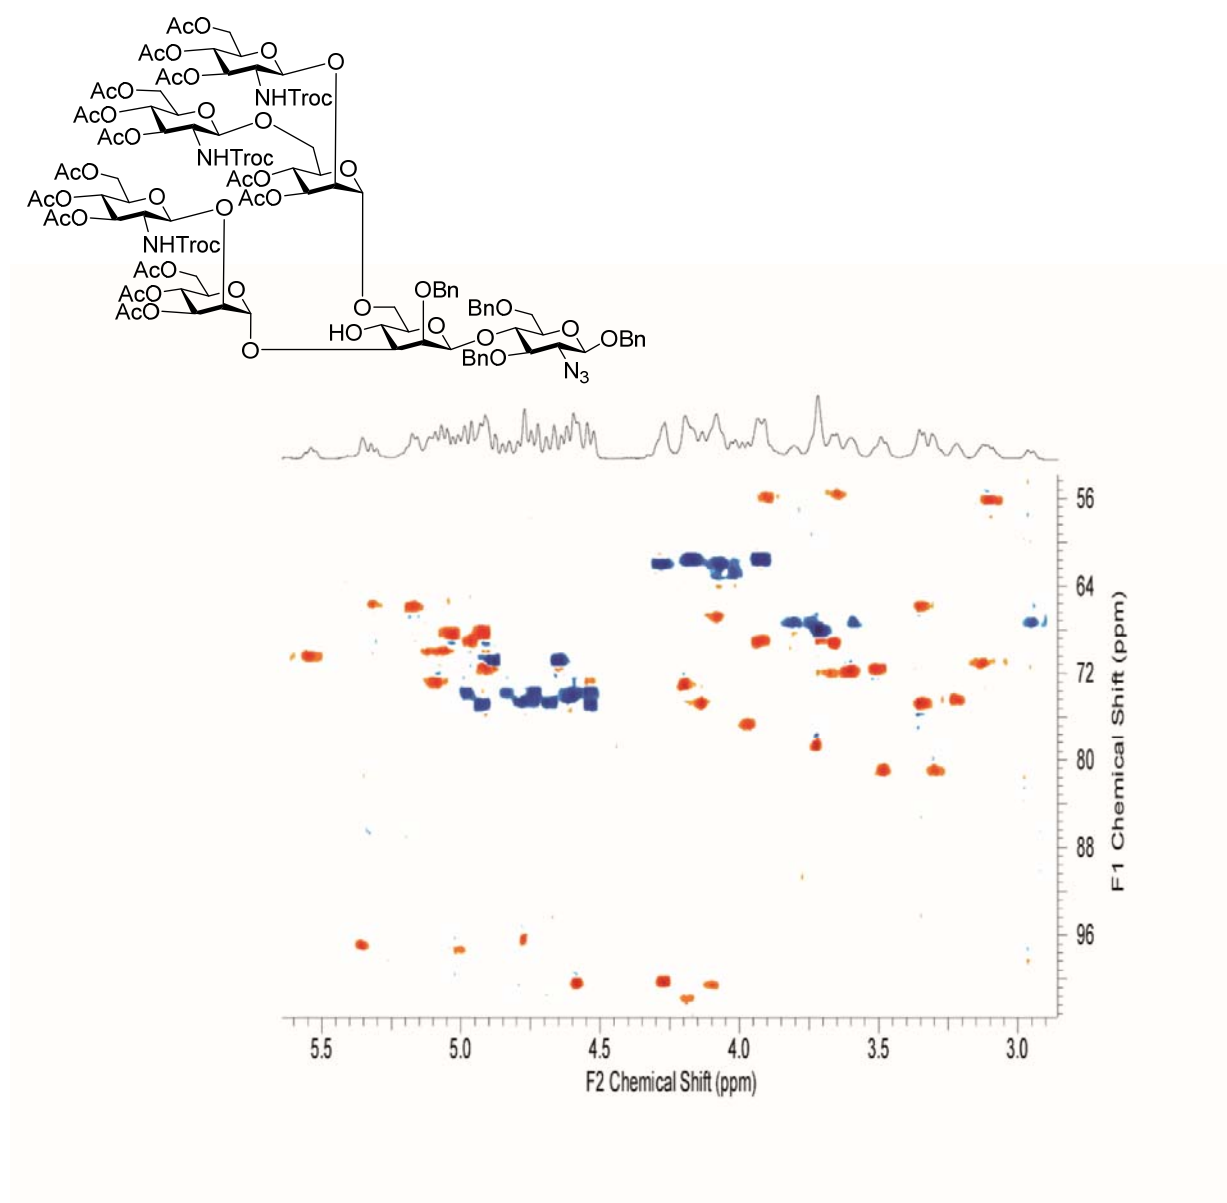 AcO
AcO
O
O
AcO
NHTroc
AcO
AcO
O
O
AcO
NHTroc
O
AcO
AcO
AcO
AcO
O
O
AcO
NHTroc
AcO
O
AcO
AcO
O
OBn
BnO
HO
O
O
O
OBn
O
BnO
N3
56
64
72
80
88
96
F1 Chemical Shift (ppm)
5.5 5.0 4.5 4.0 3.5 3.0
F2 Chemical Shift (ppm)